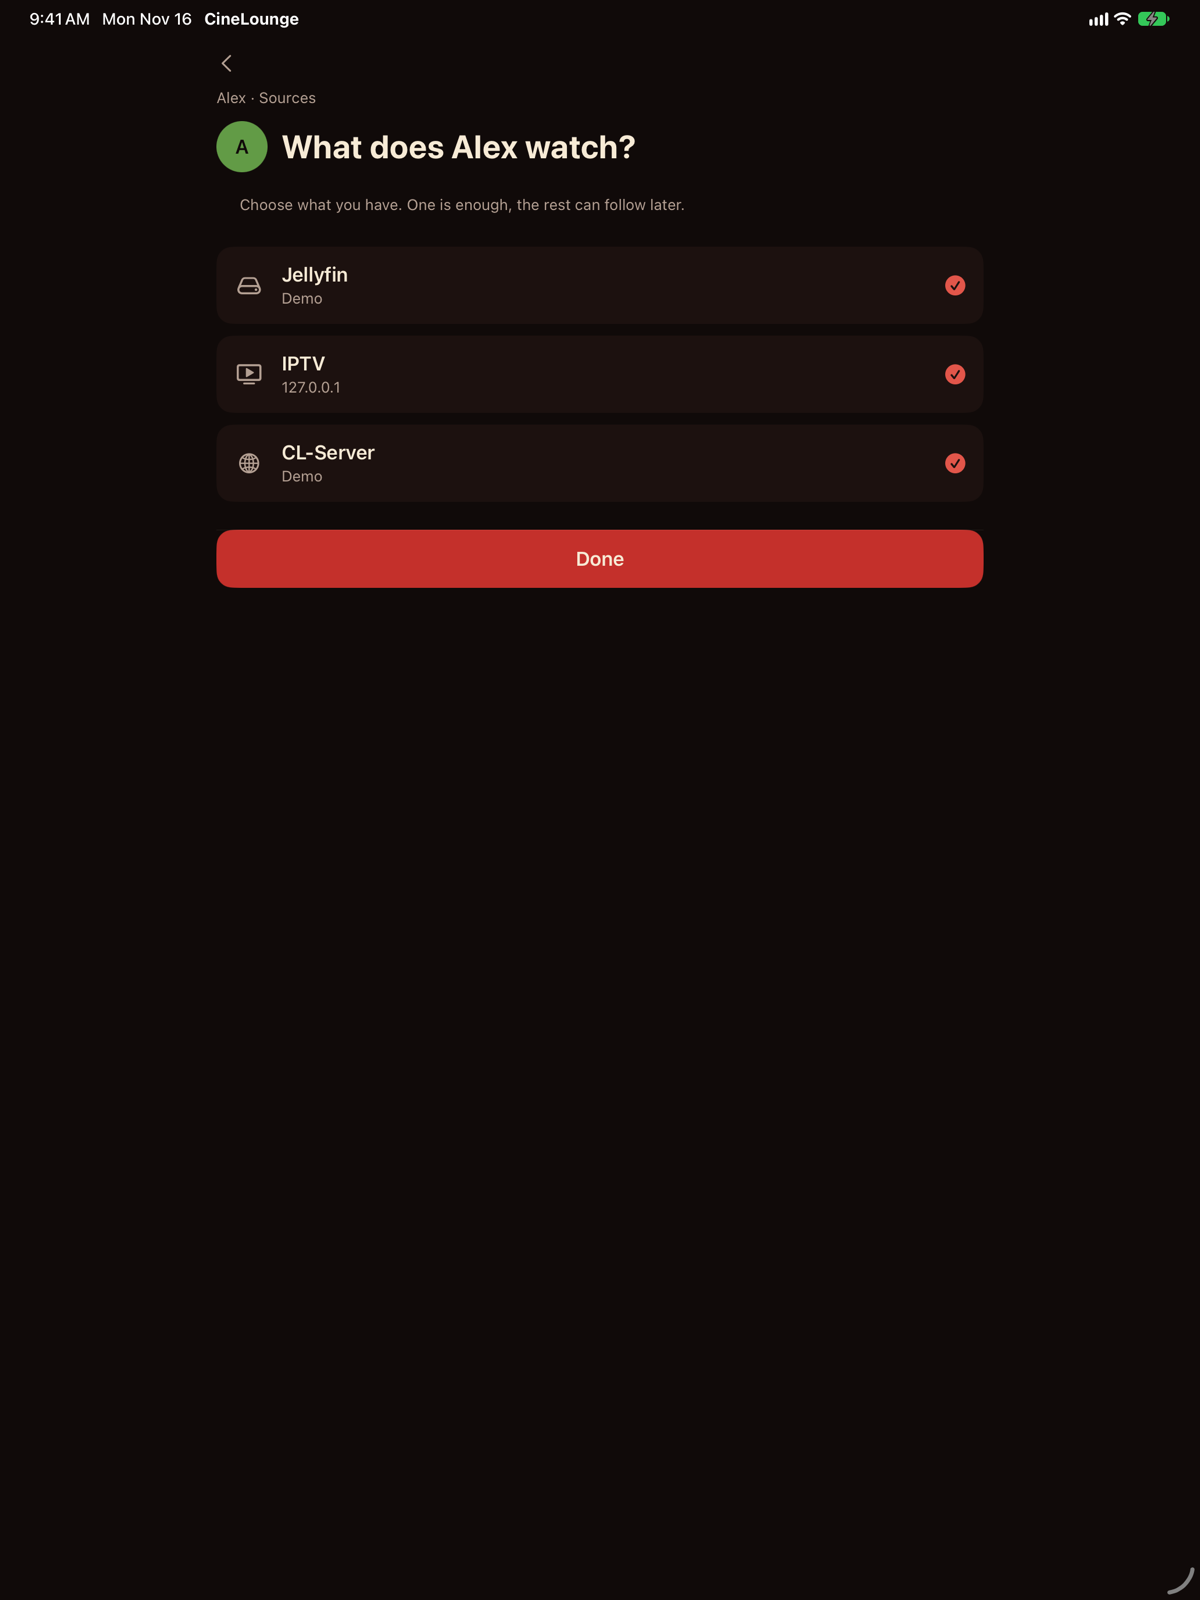 9:41 AM Mon Nov 16 CineLounge
Alex · Sources
A What does Alex watch?
Choose what you have. One is enough, the rest can follow later.
Jellyfin
Demo
IPTV
127.0.0.1
CL-Server
Demo
Done